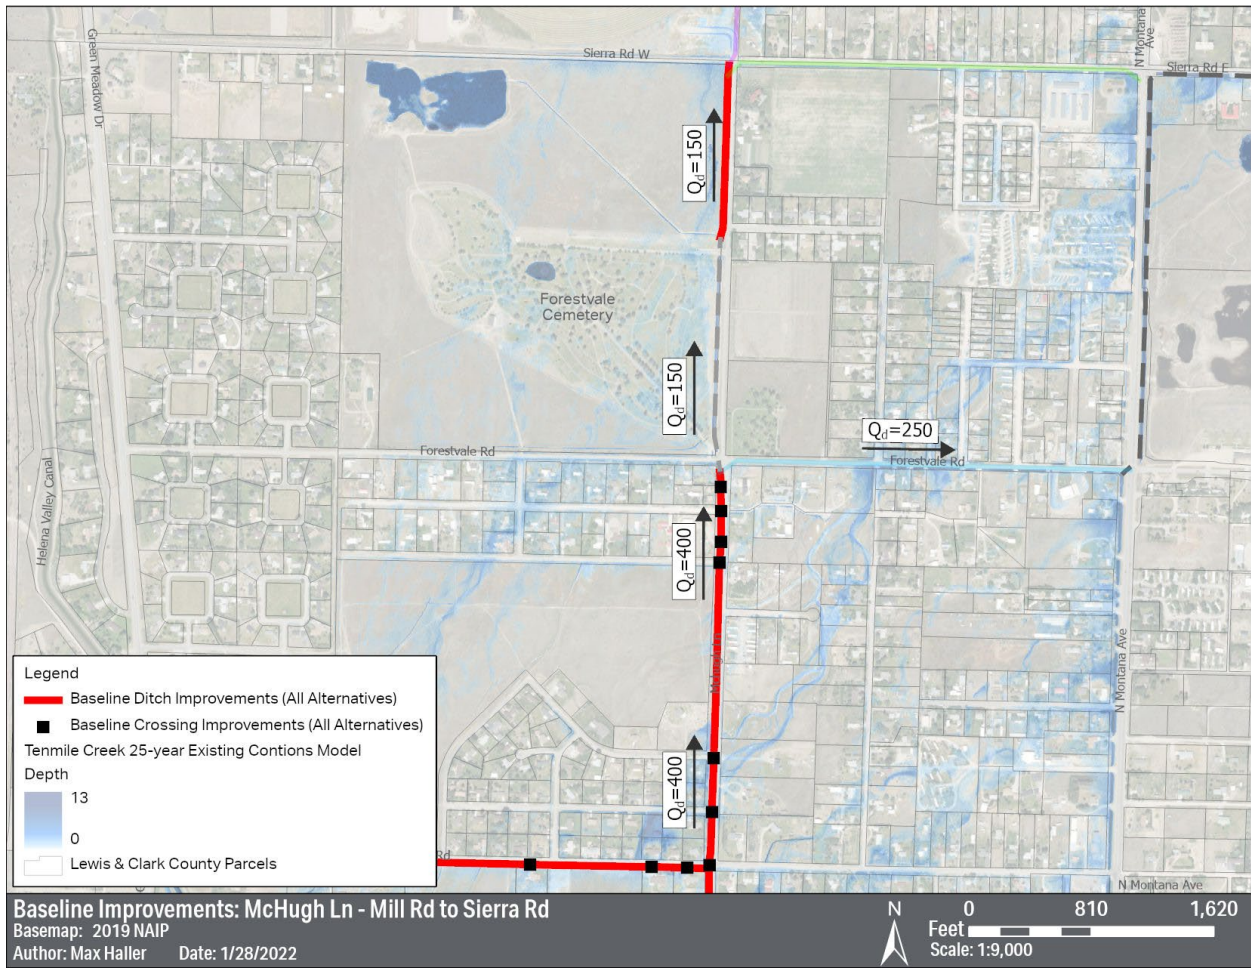 Sierra Rd W
N Montana
Ave
Sierra Rd E
Green Meadow Dr
Qd=150
Forestvale
Cemetery
Qd=150
Qd=250
Forestvale Rd
Forestvale Rd
Helena Valley Canal
Qd=400
McHugh Ln
N Montana Ave
Qd=400
Rd
N Montana Ave
Legend
Baseline Ditch Improvements (All Alternatives)
Baseline Crossing Improvements (All Alternatives)
Tenmile Creek 25-year Existing Contions Model
Depth
13
0
Lewis & Clark County Parcels
Baseline Improvements: McHugh Ln - Mill Rd to Sierra Rd
Basemap: 2019 NAIP
Author: Max Haller Date: 1/28/2022
N
0 810 1,620
Feet
Scale: 1:9,000